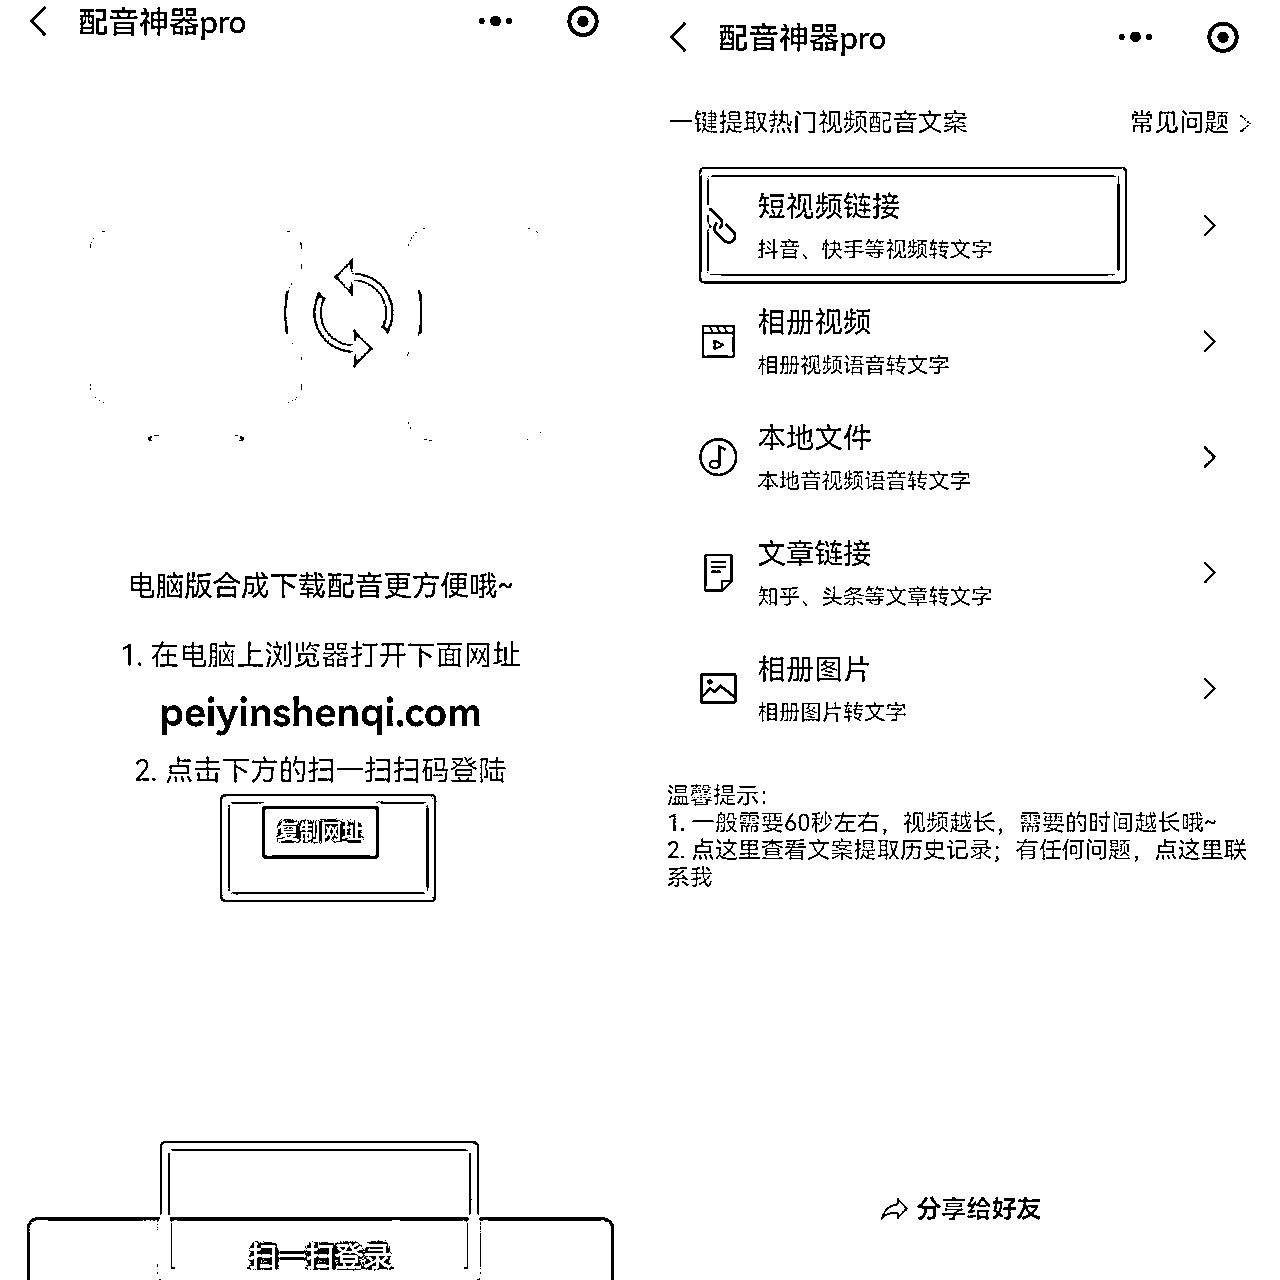 配音神器pro
电脑版合成下载配音更方便哦~
1. 在电脑上浏览器打开下面网址
peiyinshenqi.com
2. 点击下方的扫一扫扫码登陆
复制网址
扫一扫登录
配音神器pro
一键提取热门视频配音文案
常见问题 >
短视频链接
抖音、快手等视频转文字
相册视频
相册视频语音转文字
本地文件
本地音视频语音转文字
文章链接
知乎、头条等文章转文字
相册图片
相册图片转文字
温馨提示：
1. 一般需要60秒左右，视频越长，需要的时间越长哦~
2. 点这里查看文案提取历史记录；有任何问题，点这里联
系我
分享给好友